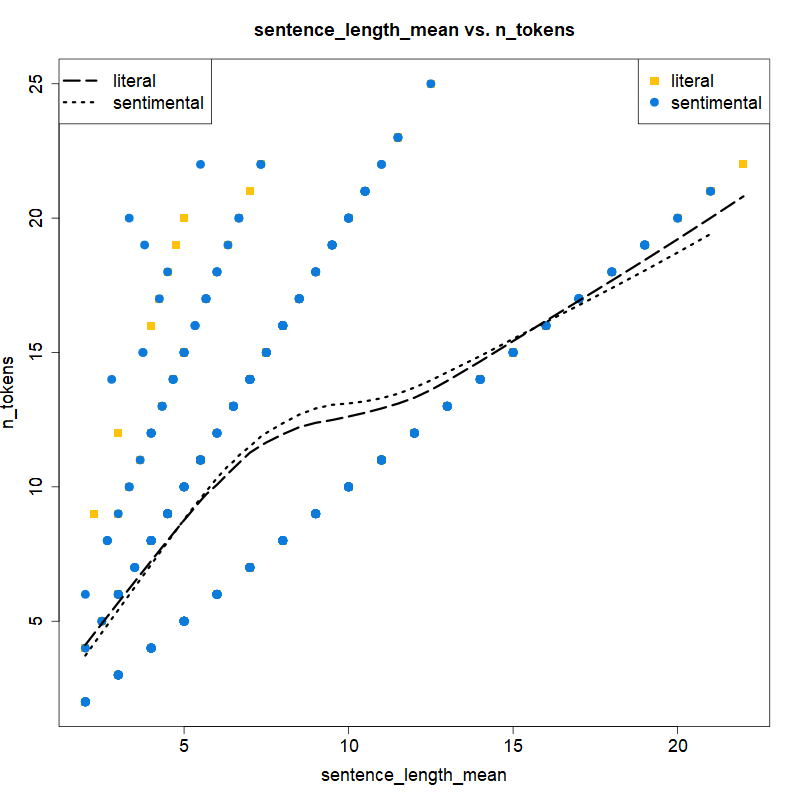 sentence_length_mean vs. n_tokens
literal
sentimental
literal
sentimental
n_tokens
25
20
15
10
5
5 10 15 20
sentence_length_mean